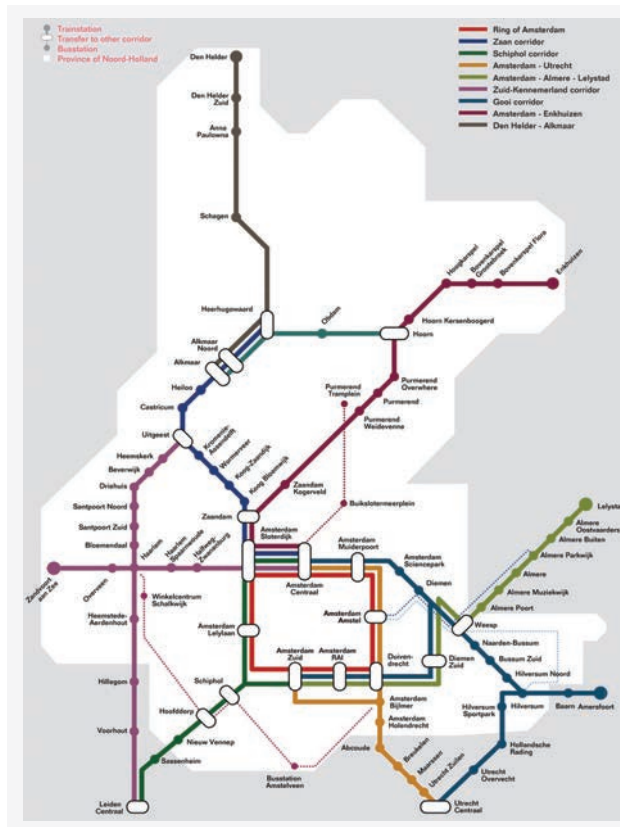 Trainstation
Transfer to other corridor
Busstation
Province of Noord-Holland
Ring of Amsterdam
Zaan corridor
Schiphol corridor
Amsterdam - Utrecht
Amsterdam - Almere - Lelystad
Zuid-Kennemerland corridor
Gooi corridor
Amsterdam - Enkhuizen
Den Helder - Alkmaar
Den Helder
Den Helder
Zuid
Anna
Paulowna
Schagen
Heerhugowaard
Obdam
Hoorn
Hoorn Kersenboogerd
Hoogkarspel
Bovenkarspel
Grootebroek
Bovenkarspel Flora
Enkhuizen
Alkmaar
Noord
Alkmaar
Heiloo
Castricum
Uitgeest
Krommenie-
Assendelft
Wormerveer
Koog-Zaandijk
Koog Bloemwijk
Zaandam
Purmerend
Tramplein
Purmerend
Overwhere
Purmerend
Purmerend
Weidevenne
Zaandam
Kogerveld
Buikslotermeerplein
Heemskerk
Beverwijk
Driehuis
Santpoort Noord
Santpoort Zuid
Bloemendaal
Haarlem
Haarlem
Spaarnwoude
Halfweg-
Zwanenburg
Zandvoort
aan Zee
Overveen
Heemstede-
Aerdenhout
Hillegom
Voorhout
Leiden
Centraal
Winkelcentrum
Schalkwijk
Amsterdam
Sloterdijk
Amsterdam
Centraal
Amsterdam
Muiderpoort
Amsterdam
Sciencepark
Diemen
Amsterdam
Amstel
Amsterdam
Lelylaan
Amsterdam
Zuid
Amsterdam
RAI
Duiven-
drecht
Diemen
Zuid
Weesp
Lelystad
Almere
Oostvaarders
Almere Buiten
Almere Parkwijk
Almere
Almere Muziekwijk
Almere Poort
Naarden-Bussum
Bussum Zuid
Hilversum Noord
Hilversum
Baarn
Amersfoort
Hilversum
Sportpark
Hollandsche
Rading
Utrecht
Overvecht
Utrecht
Centraal
Schiphol
Hoofddorp
Nieuw Vennep
Sassenheim
Busstation
Amstelveen
Amsterdam
Bijlmer
Amsterdam
Holendrecht
Abcoude
Breukelen
Maarssen
Utrecht Zuilen